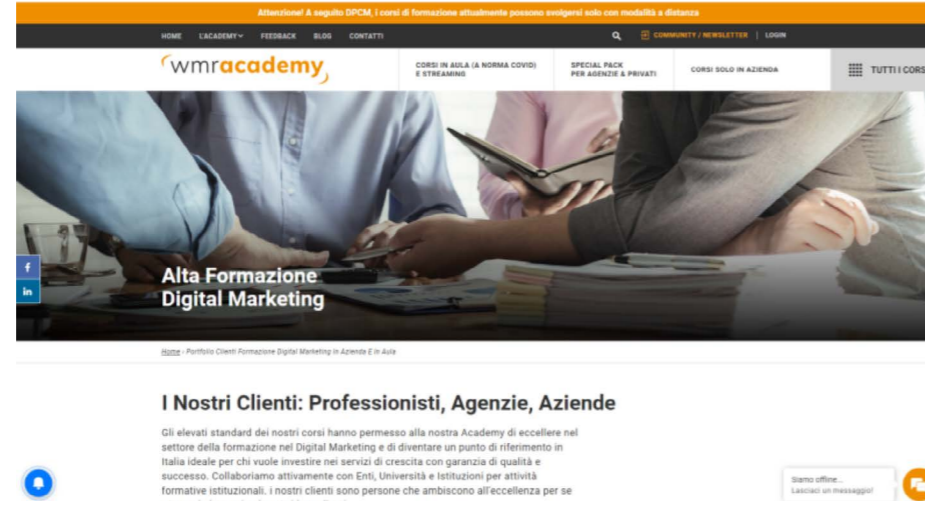 Attenzione! A seguito DPCM, i corsi di formazione attualmente possono svolgersi solo con modalità a distanza
HOME L'ACADEMY FEEDBACK BLOG CONTATTI COMMUNITY / NEWSLETTER | LOGIN
wmracademy
CORSI IN AULA (A NORMA COVID)
E STREAMING
SPECIAL PACK
PER AGENZIE & PRIVATI
CORSI SOLO IN AZIENDA
TUTTI I CORS
f
in
Alta Formazione
Digital Marketing
Home / Portfolio Clienti Formazione Digital Marketing In Azienda E in Aula
I Nostri Clienti: Professionisti, Agenzie, Aziende
Gli elevati standard dei nostri corsi hanno permesso alla nostra Academy di eccellere nel
settore della formazione nel Digital Marketing e di diventare un punto di riferimento in
Italia ideale per chi vuole investire nei servizi di crescita con garanzia di qualità e
successo. Collaboriamo attivamente con Enti, Università e Istituzioni per attività
formative istituzionali. i nostri clienti sono persone che ambiscono all'eccellenza per se
Siamo offline...
Lasciaci un messaggio!